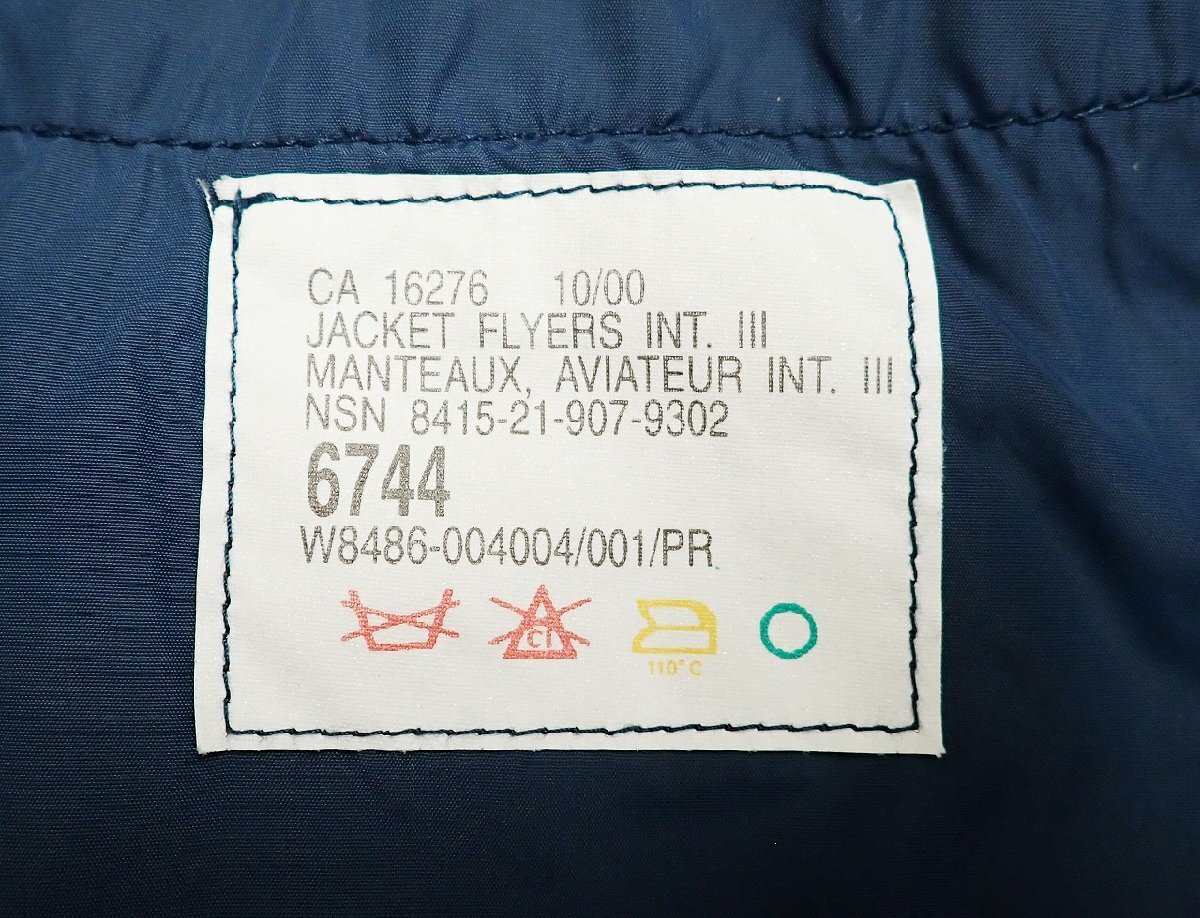 CA 16276 10/00
JACKET FLYERS INT. III
MANTEAUX, AVIATEUR INT. III
NSN 8415-21-907-9302
6744
W8486-004004/001/PR
Cl
110°C